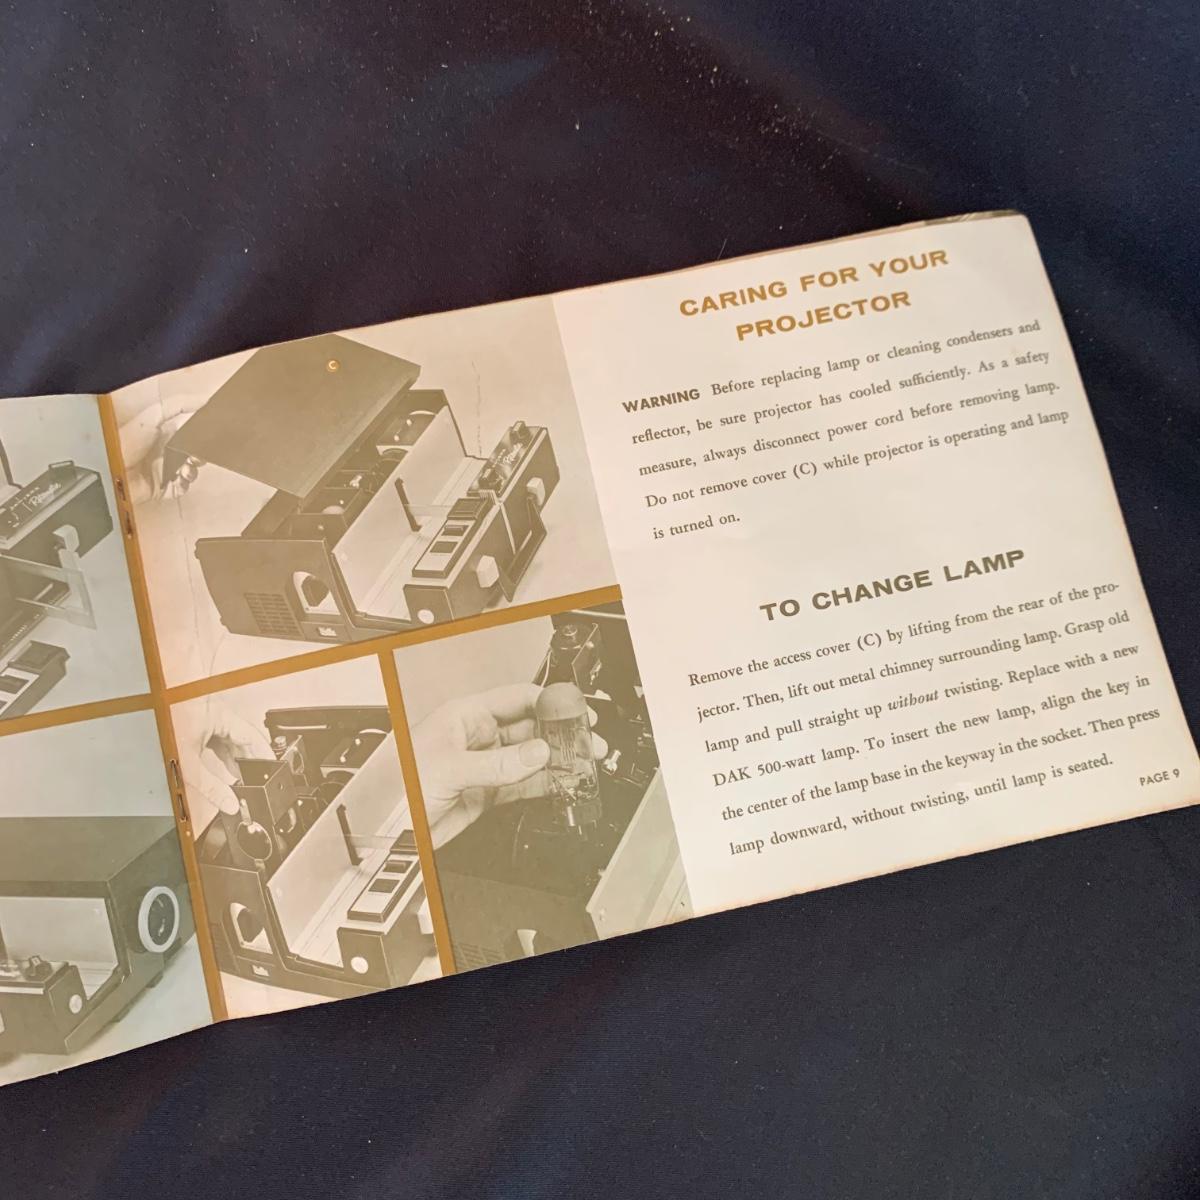 CARING FOR YOUR
PROJECTOR
WARNING Before replacing lamp or cleaning condensers and
reflector, be sure projector has cooled sufficiently. As a safety
measure, always disconnect power cord before removing lamp.
Do not remove cover (C) while projector is operating and lamp
is turned on.
TO CHANGE LAMP
Remove the access cover (C) by lifting from the rear of the pro-
jector. Then, lift out metal chimney surrounding lamp. Grasp old
lamp and pull straight up without twisting. Replace with a new
DAK 500-watt lamp. To insert the new lamp, align the key in
the center of the lamp base in the keyway in the socket. Then press
lamp downward, without twisting, until lamp is seated.
PAGE 9
C